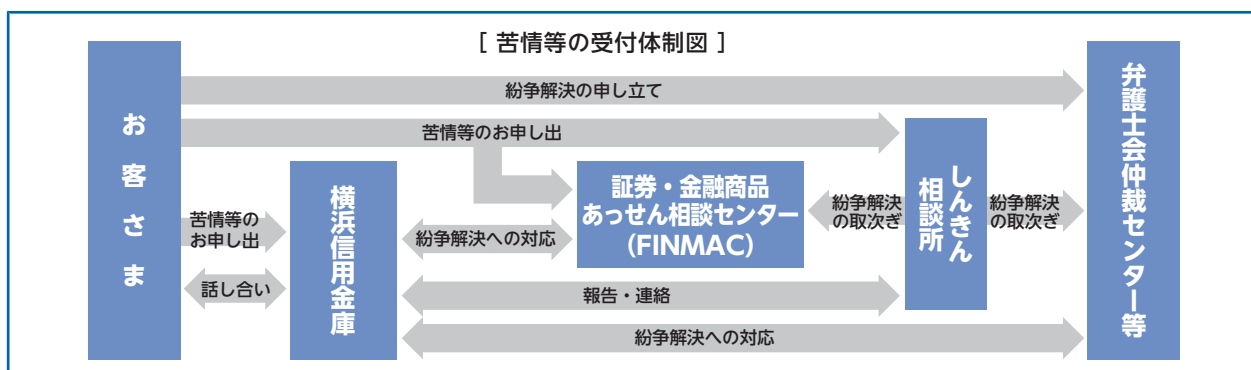 ［ 苦情等の受付体制図 ］
お客さま
紛争解決の申し立て
苦情等のお申し出
苦情等の
お申し出
話し合い
横浜信用金庫
紛争解決への対応
証券・金融商品
あっせん相談センター
（FINMAC）
紛争解決
の取次ぎ
しんきん
相談所
紛争解決
の取次ぎ
報告・連絡
紛争解決への対応
弁護士会仲裁センター等